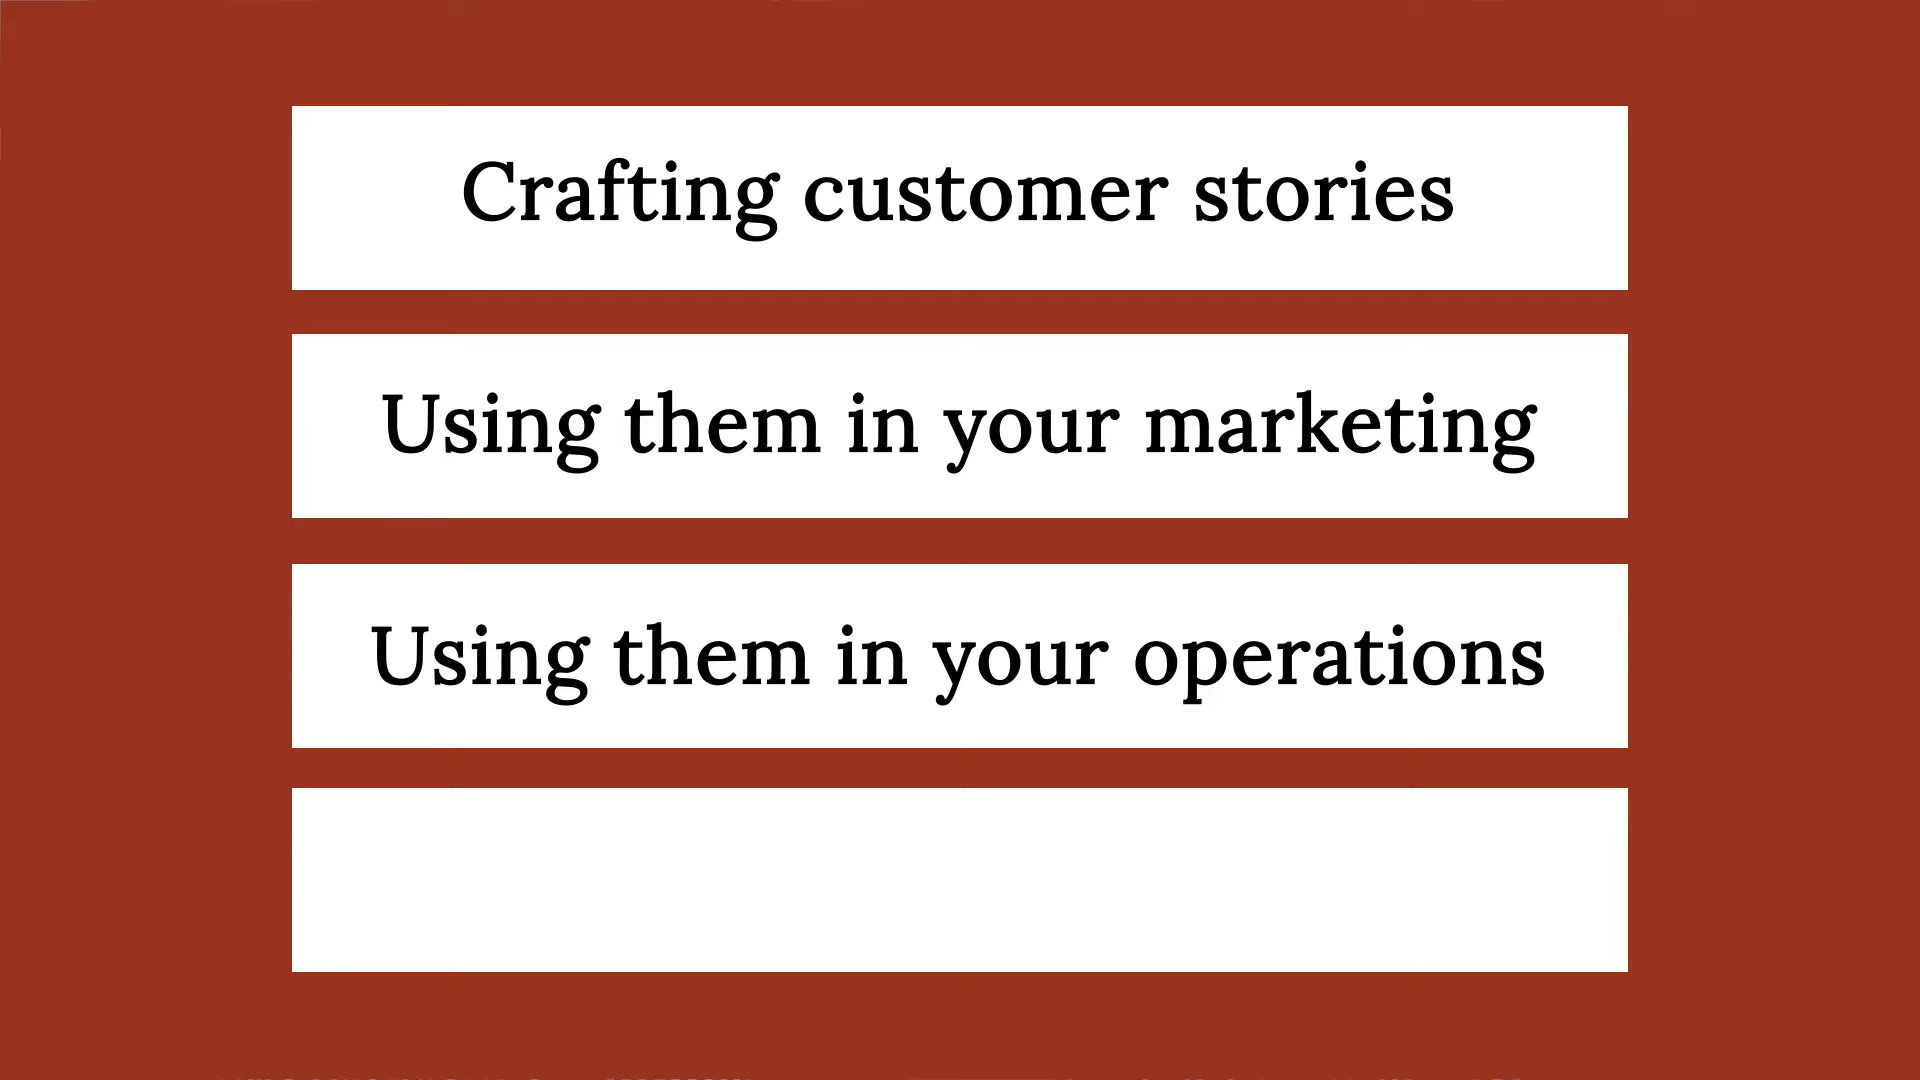 Crafting customer stories
Using them in your marketing
Using them in your operations